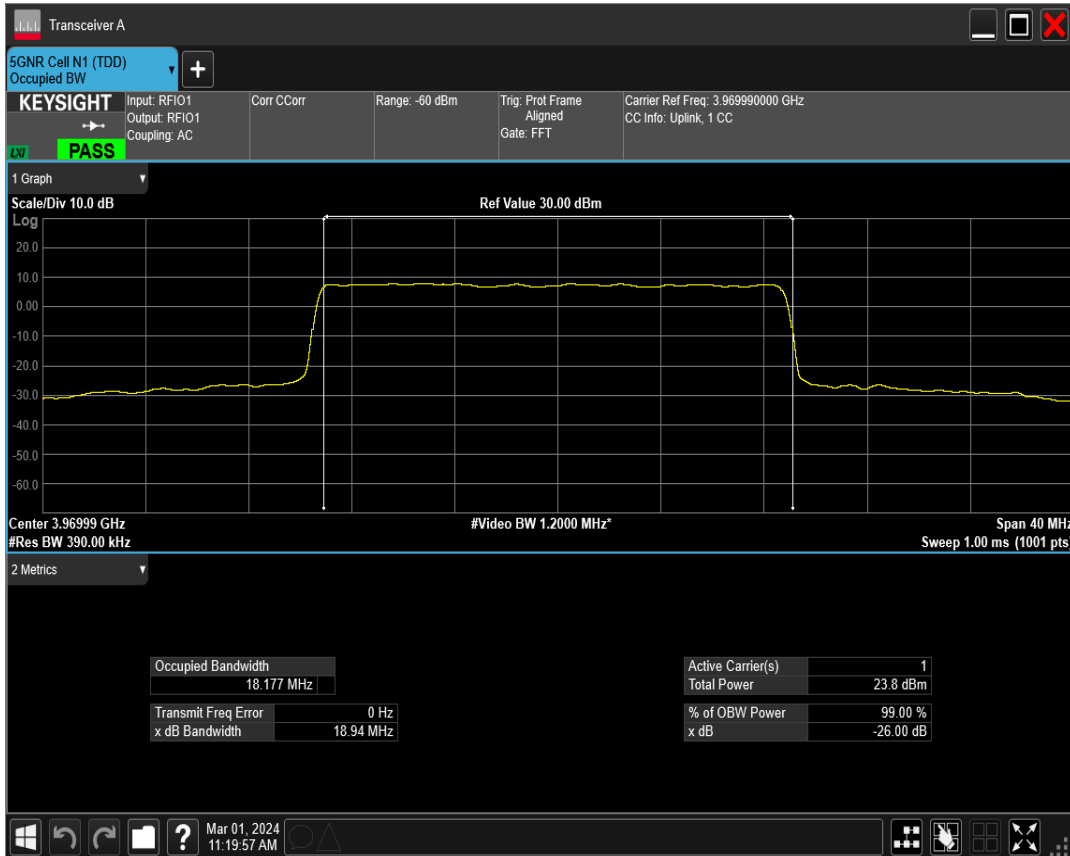 Transceiver A
5GNR Cell N1 (TDD)
Occupied BW
+
KEYSIGHT
LXI
PASS
Input: RFIO1
Output: RFIO1
Coupling: AC
Corr CCorr
Range: -60 dBm
Trig: Prot Frame
Aligned
Gate: FFT
Carrier Ref Freq: 3.969990000 GHz
CC Info: Uplink, 1 CC
1 Graph
Scale/Div 10.0 dB
Ref Value 30.00 dBm
Log
20.0
10.0
0.00
-10.0
-20.0
-30.0
-40.0
-50.0
-60.0
Center 3.96999 GHz
#Video BW 1.2000 MHz*
Span 40 MHz
#Res BW 390.00 kHz
Sweep 1.00 ms (1001 pts)
2 Metrics
Occupied Bandwidth
18.177 MHz
Transmit Freq Error 0 Hz
x dB Bandwidth 18.94 MHz
Active Carrier(s) 1
Total Power 23.8 dBm
% of OBW Power 99.00 %
x dB -26.00 dB
?
Mar 01, 2024
11:19:57 AM